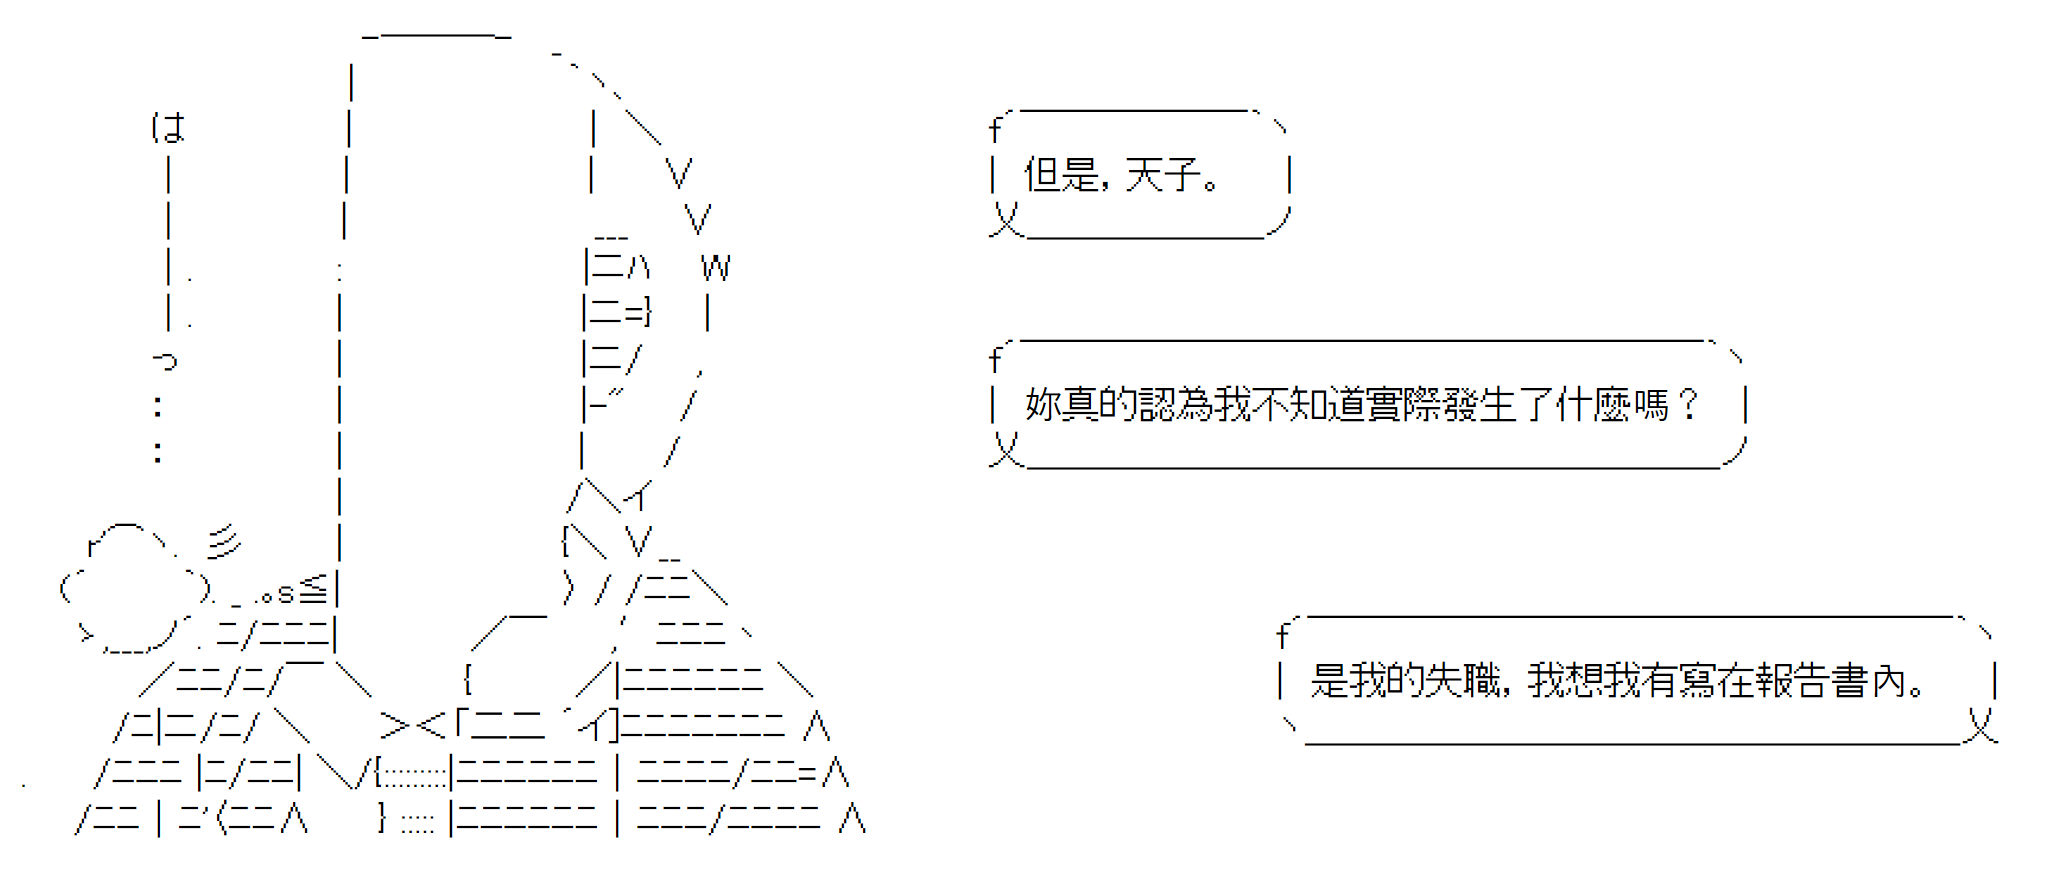 は||||っ::
但是，天子。
妳真的認為我不知道實際發生了什麼嗎？
是我的失職，我想我有寫在報告書內。